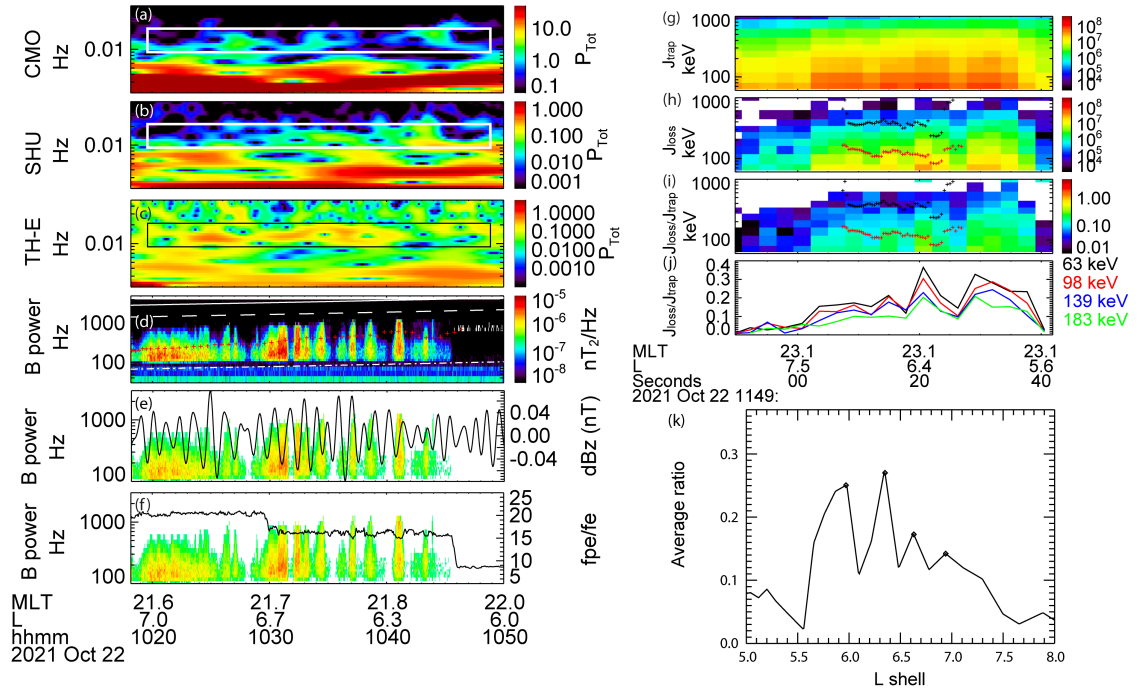 (a)
CMO
Hz
0.01
10.0
1.0
0.1
P Tot
(b)
SHU
Hz
0.01
1.000
0.100
0.010
0.001
P Tot
(c)
TH-E
Hz
0.01
1.0000
0.1000
0.0100
0.0010
P Tot
(d)
B power
Hz
1000
100
10-5
10-6
10-7
10-8
nT2/Hz
(e)
B power
Hz
1000
100
0.04
0.00
-0.04
dBz (nT)
(f)
B power
Hz
1000
100
25
20
15
10
5
fpe/fe
MLT 21.6 21.7 21.8 22.0
L 7.0 6.7 6.3 6.0
hhmm 1020 1030 1040 1050
2021 Oct 22
(g)
Jtrap
keV
1000
100
10^8
10^7
10^6
10^5
10^4
(h)
Jloss
keV
1000
100
10^8
10^7
10^6
10^5
10^4
(i)
Jloss/Jtrap
keV
1000
100
1.00
0.10
0.01
(j)
Jloss/Jtrap
0.4
0.3
0.2
0.1
0.0
63 keV
98 keV
139 keV
183 keV
MLT 23.1 23.1 23.1
L 7.5 6.4 5.6
Seconds 00 20 40
2021 Oct 22 1149:
(k)
Average ratio
0.3
0.2
0.1
0.0
5.0 5.5 6.0 6.5 7.0 7.5 8.0
L shell